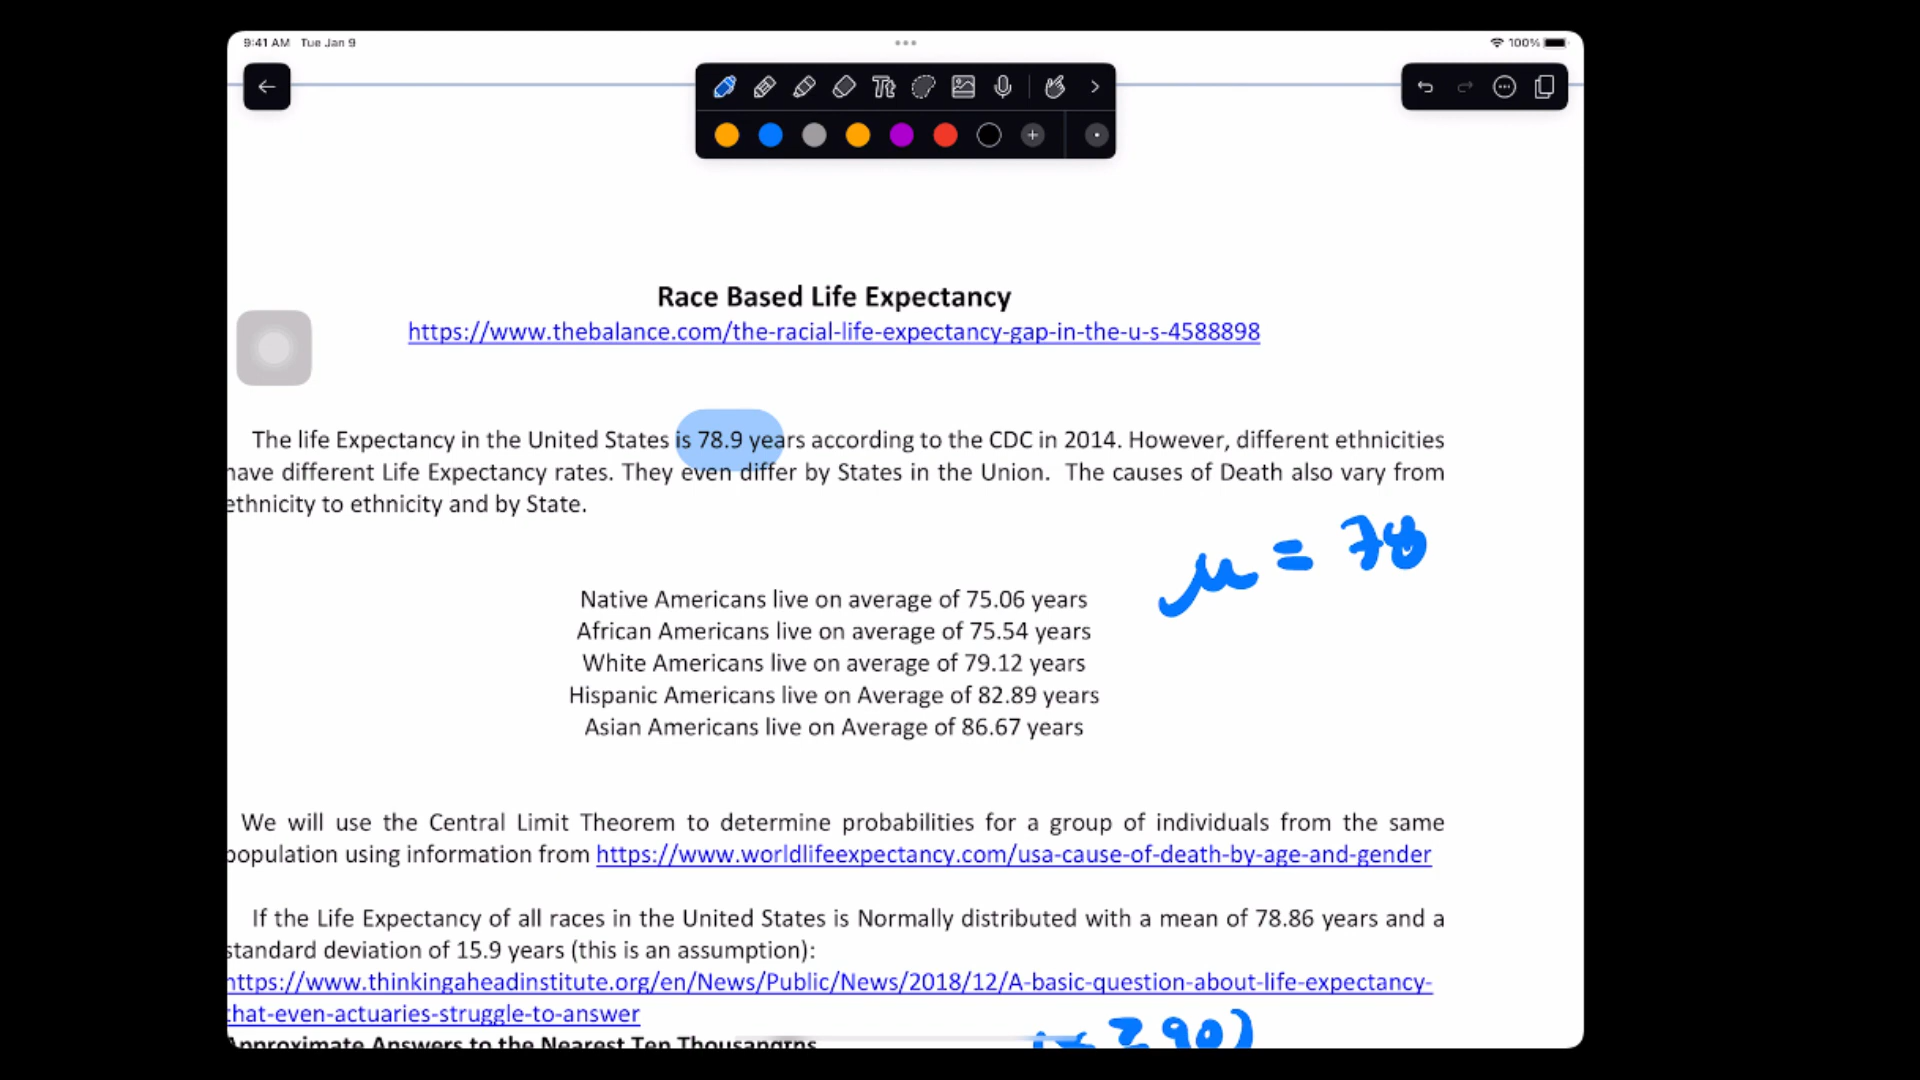 9:41 AM Tue Jan 9
100%
Tt
Race Based Life Expectancy
https://www.thebalance.com/the-racial-life-expectancy-gap-in-the-u-s-4588898
The life Expectancy in the United States is 78.9 years according to the CDC in 2014. However, different ethnicities
have different Life Expectancy rates. They even differ by States in the Union. The causes of Death also vary from
ethnicity to ethnicity and by State.
μ = 78
Native Americans live on average of 75.06 years
African Americans live on average of 75.54 years
White Americans live on average of 79.12 years
Hispanic Americans live on Average of 82.89 years
Asian Americans live on Average of 86.67 years
We will use the Central Limit Theorem to determine probabilities for a group of individuals from the same
population using information from https://www.worldlifeexpectancy.com/usa-cause-of-death-by-age-and-gender
If the Life Expectancy of all races in the United States is Normally distributed with a mean of 78.86 years and a
standard deviation of 15.9 years (this is an assumption):
https://www.thinkingaheadinstitute.org/en/News/Public/News/2018/12/A-basic-question-about-life-expectancy-
that-even-actuaries-struggle-to-answer
Approximate Answers to the Nearest Ten Thousandths
90)